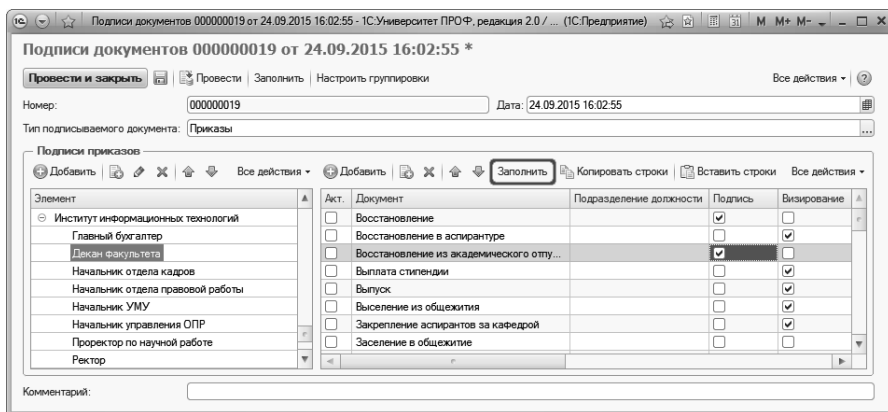 Подписи документов 000000019 от 24.09.2015 16:02:55 - 1С:Университет ПРОФ, редакция 2.0 / ... (1С:Предприятие) M M+ M-
Подписи документов 000000019 от 24.09.2015 16:02:55 *
Провести и закрыть Провести Заполнить Настроить группировки Все действия
Номер: 000000019 Дата: 24.09.2015 16:02:55
Тип подписываемого документа: Приказы
Подписи приказов
Добавить Все действия Добавить Заполнить Копировать строки Вставить строки Все действия
Элемент Акт. Документ Подразделение должности Подпись Визирование
Институт информационных технологий Восстановление
Главный бухгалтер Восстановление в аспирантуре
Декан факультета Восстановление из академического отпу...
Начальник отдела кадров Выплата стипендии
Начальник отдела правовой работы Выпуск
Начальник УМУ Выселение из общежития
Начальник управления ОПР Закрепление аспирантов за кафедрой
Проректор по научной работе Заселение в общежитие
Ректор
Комментарий: